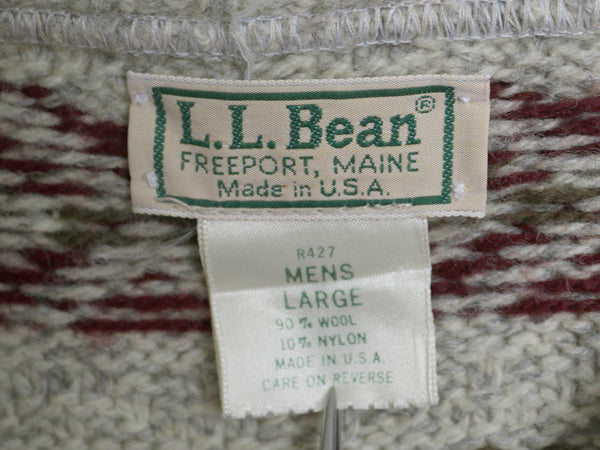 L.L.Bean®
FREEPORT, MAINE
Made in U.S.A.
R427
MENS
LARGE
90% WOOL
10% NYLON
MADE IN U.S.A.
CARE ON REVERSE